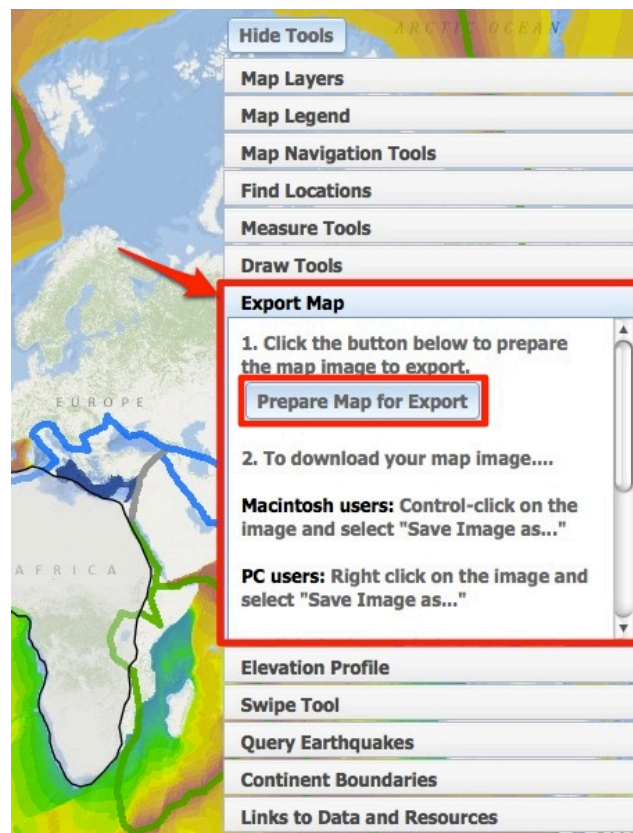 ARCTIC OCEAN
Hide Tools
Map Layers
Map Legend
Map Navigation Tools
Find Locations
Measure Tools
Draw Tools
Export Map
1. Click the button below to prepare
the map image to export.
Prepare Map for Export
EUROPE
2. To download your map image....
Macintosh users: Control-click on the
image and select "Save Image as..."
AFRICA
PC users: Right click on the image and
select "Save Image as..."
Elevation Profile
Swipe Tool
Query Earthquakes
Continent Boundaries
Links to Data and Resources